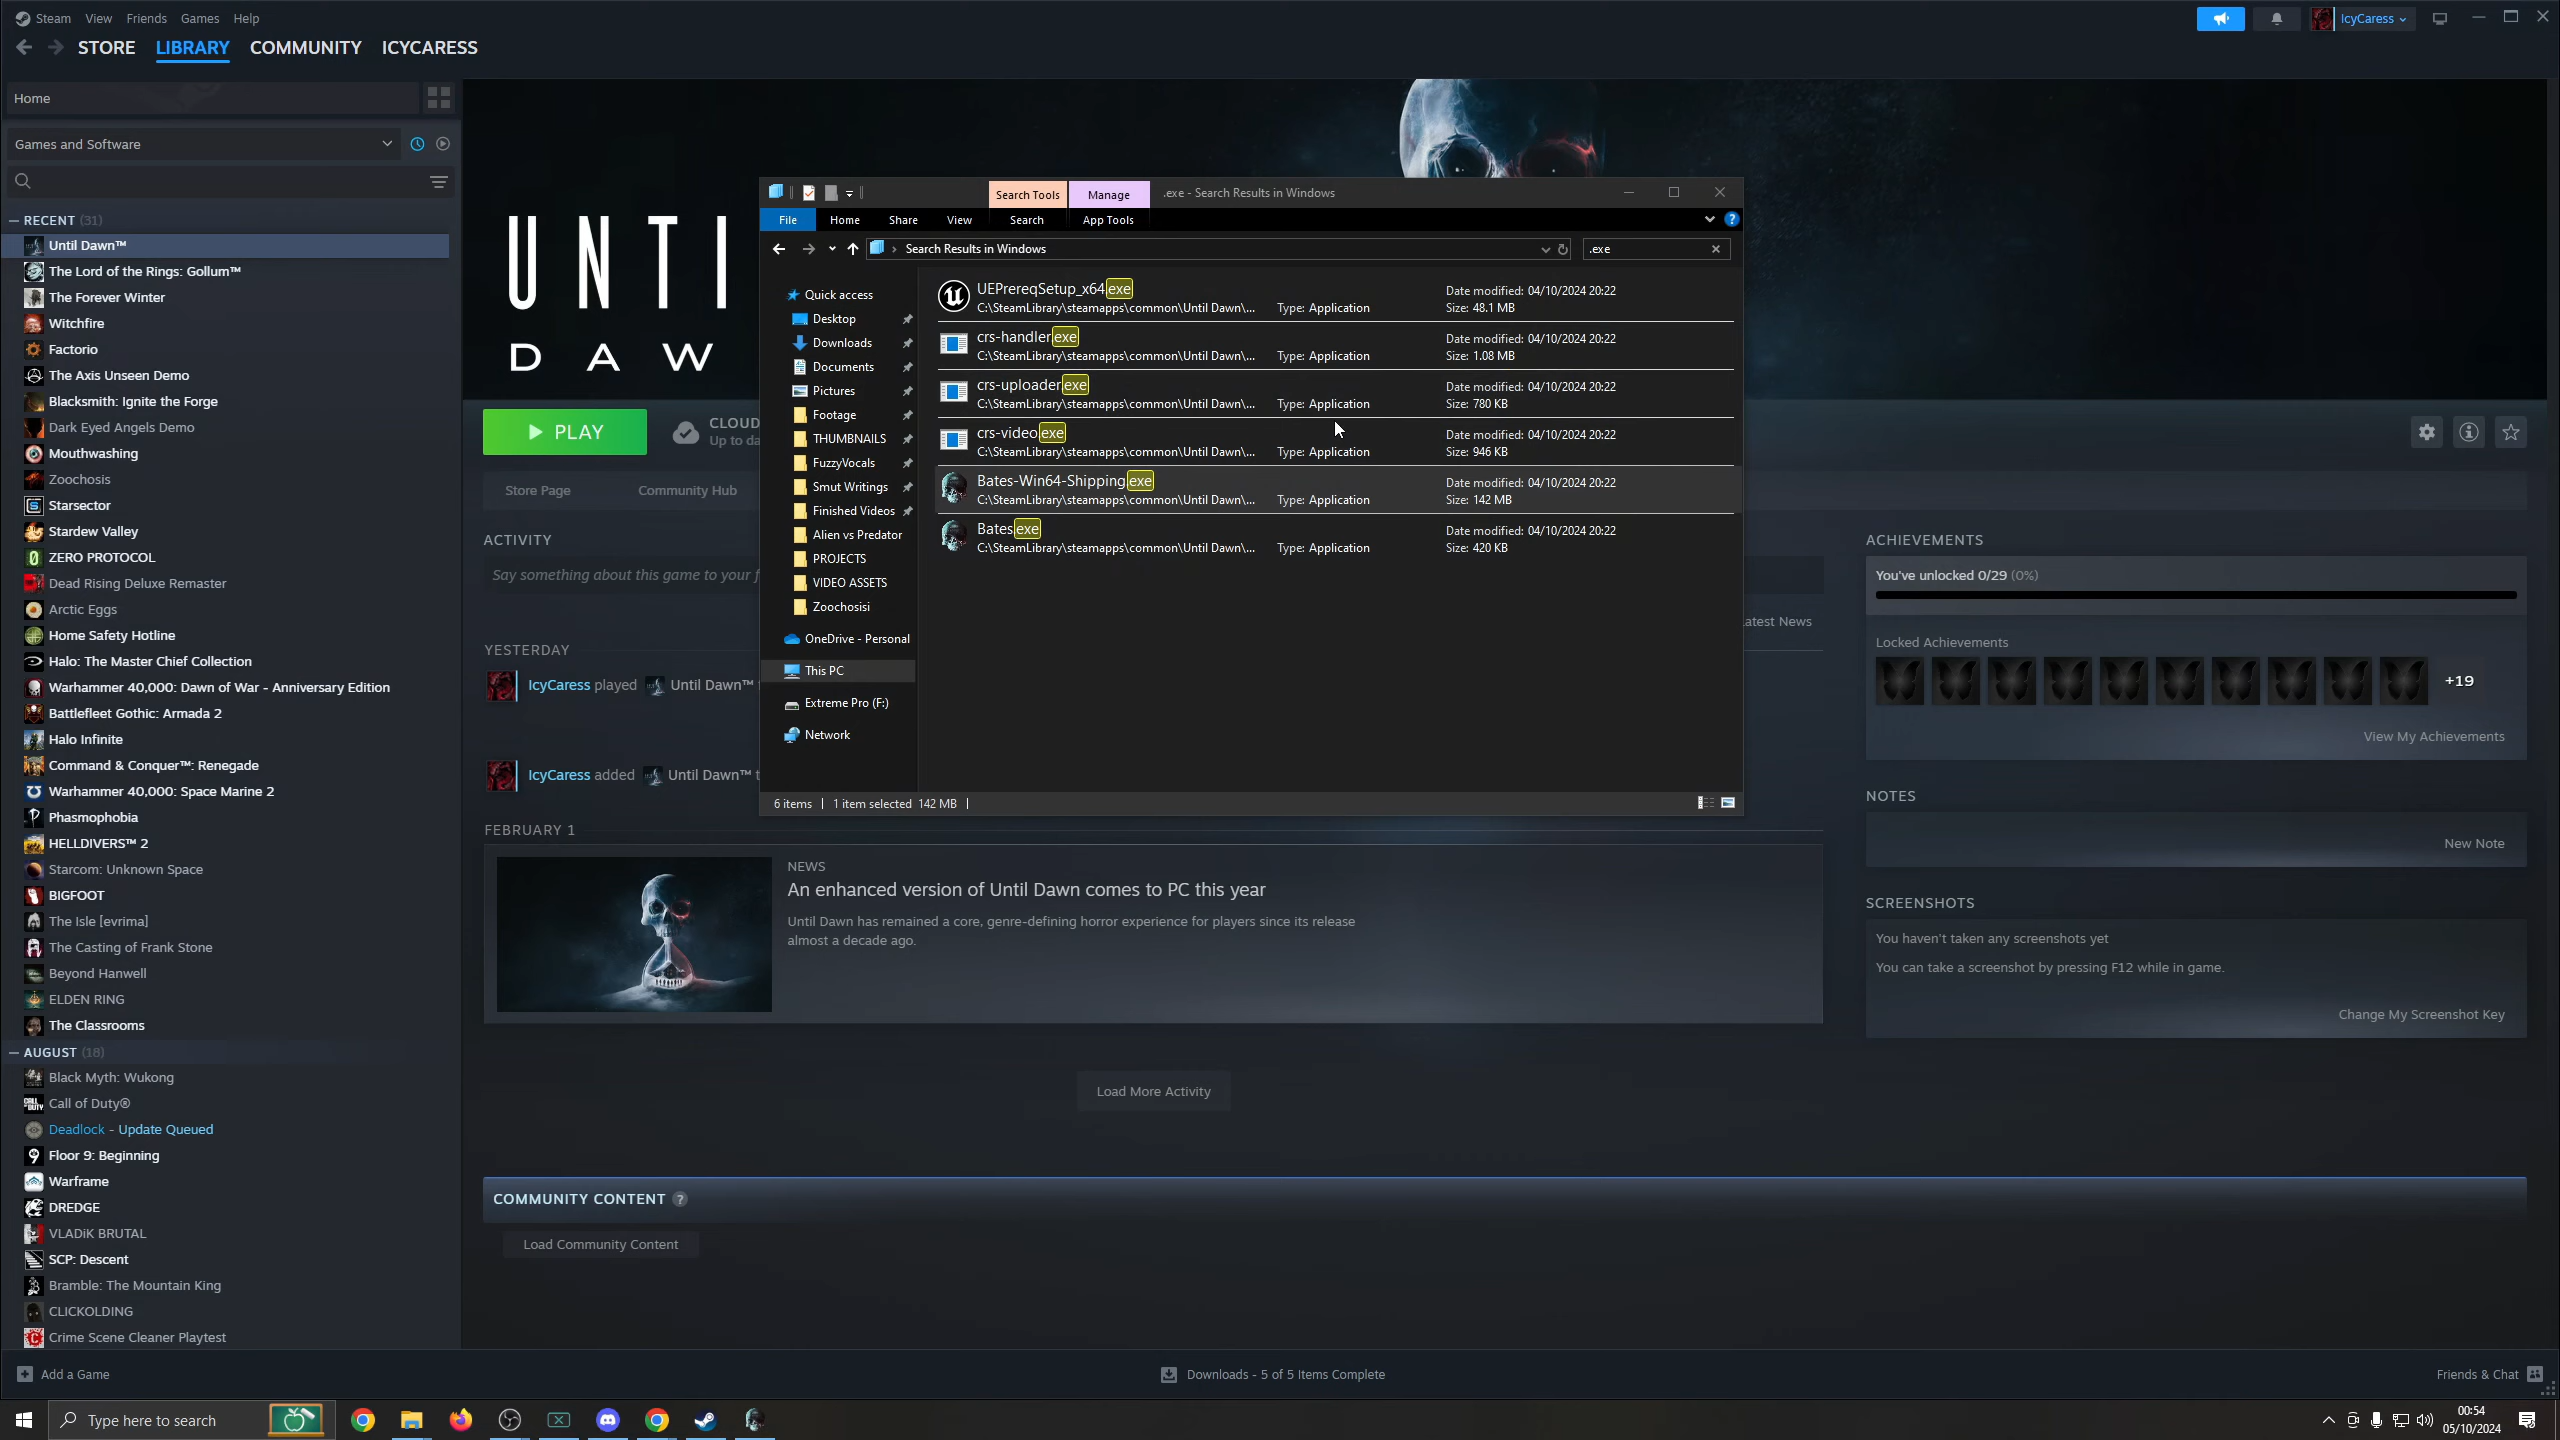 Steam View Friends Games Help
IcyCaress
STORE LIBRARY COMMUNITY ICYCARESS
Home
Games and Software
RECENT (31)
Until Dawn™
The Lord of the Rings: Gollum™
The Forever Winter
Witchfire
Factorio
The Axis Unseen Demo
Blacksmith: Ignite the Forge
Dark Eyed Angels Demo
Mouthwashing
Zoochosis
Starsector
Stardew Valley
ZERO PROTOCOL
Dead Rising Deluxe Remaster
Arctic Eggs
Home Safety Hotline
Halo: The Master Chief Collection
Warhammer 40,000: Dawn of War - Anniversary Edition
Battlefleet Gothic: Armada 2
Halo Infinite
Command & Conquer™: Renegade
Warhammer 40,000: Space Marine 2
Phasmophobia
HELLDIVERS™ 2
Starcom: Unknown Space
BIGFOOT
The Isle [evrima]
The Casting of Frank Stone
Beyond Hanwell
ELDEN RING
The Classrooms
AUGUST (18)
Black Myth: Wukong
Call of Duty®
Deadlock - Update Queued
Floor 9: Beginning
Warframe
DREDGE
VLADiK BRUTAL
SCP: Descent
Bramble: The Mountain King
CLICKOLDING
Crime Scene Cleaner Playtest
Add a Game
UNTI
DAW
PLAY
CLOUD
Up to da
Store Page Community Hub
ACTIVITY
Say something about this game to your f
YESTERDAY
IcyCaress played Until Dawn™ f
IcyCaress added Until Dawn™ t
FEBRUARY 1
NEWS
An enhanced version of Until Dawn comes to PC this year
Until Dawn has remained a core, genre-defining horror experience for players since its release
almost a decade ago.
Load More Activity
COMMUNITY CONTENT ?
Load Community Content
Search Tools Manage .exe - Search Results in Windows
File Home Share View Search App Tools
Search Results in Windows .exe
Quick access
Desktop
Downloads
Documents
Pictures
Footage
THUMBNAILS
FuzzyVocals
Smut Writings
Finished Videos
Alien vs Predator
PROJECTS
VIDEO ASSETS
Zoochosisi
OneDrive - Personal
This PC
Extreme Pro (F:)
Network
UEPrereqSetup_x64.exe Date modified: 04/10/2024 20:22
C:\SteamLibrary\steamapps\common\Until Dawn\... Type: Application Size: 48.1 MB
crs-handler.exe Date modified: 04/10/2024 20:22
C:\SteamLibrary\steamapps\common\Until Dawn\... Type: Application Size: 1.08 MB
crs-uploader.exe Date modified: 04/10/2024 20:22
C:\SteamLibrary\steamapps\common\Until Dawn\... Type: Application Size: 780 KB
crs-video.exe Date modified: 04/10/2024 20:22
C:\SteamLibrary\steamapps\common\Until Dawn\... Type: Application Size: 946 KB
Bates-Win64-Shipping.exe Date modified: 04/10/2024 20:22
C:\SteamLibrary\steamapps\common\Until Dawn\... Type: Application Size: 142 MB
Bates.exe Date modified: 04/10/2024 20:22
C:\SteamLibrary\steamapps\common\Until Dawn\... Type: Application Size: 420 KB
6 items 1 item selected 142 MB
atest News
ACHIEVEMENTS
You've unlocked 0/29 (0%)
Locked Achievements
+19
View My Achievements
NOTES
New Note
SCREENSHOTS
You haven't taken any screenshots yet
You can take a screenshot by pressing F12 while in game.
Change My Screenshot Key
Downloads - 5 of 5 Items Complete
Friends & Chat
Type here to search
00:54
05/10/2024